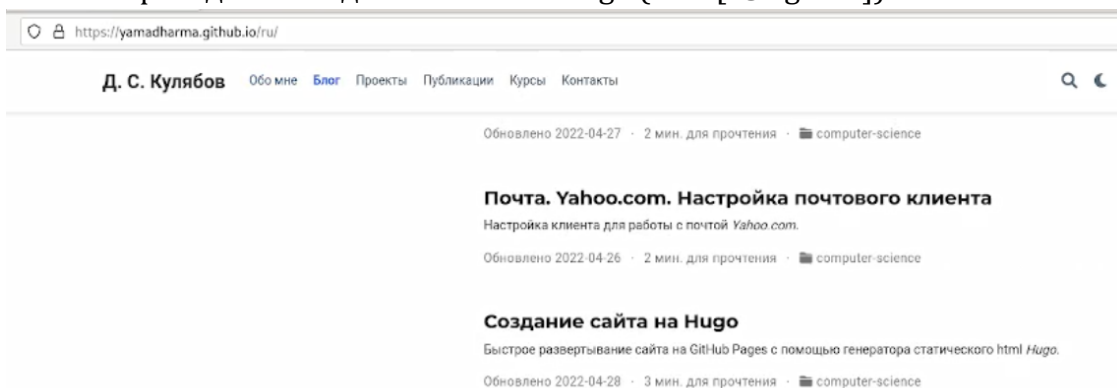 https://yamadharma.github.io/ru/
Д. С. Кулябов Обо мне Блог Проекты Публикации Курсы Контакты
Обновлено 2022-04-27 · 2 мин. для прочтения · computer-science
Почта. Yahoo.com. Настройка почтового клиента
Настройка клиента для работы с почтой Yahoo.com.
Обновлено 2022-04-26 · 2 мин. для прочтения · computer-science
Создание сайта на Hugo
Быстрое развертывание сайта на GitHub Pages с помощью генератора статического html Hugo.
Обновлено 2022-04-28 · 3 мин. для прочтения · computer-science